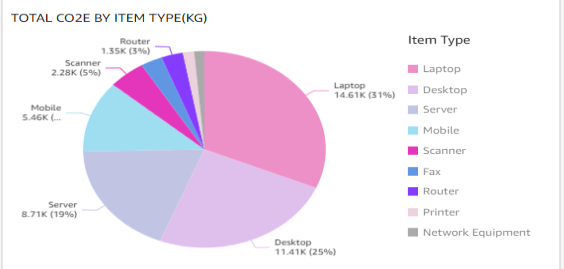 TOTAL CO2E BY ITEM TYPE(KG)
Router
1.35K (3%)
Scanner
2.28K (5%)
Mobile
5.46K (...
Server
8.71K (19%)
Laptop
14.61K (31%)
Desktop
11.41K (25%)
Item Type
Laptop
Desktop
Server
Mobile
Scanner
Fax
Router
Printer
Network Equipment